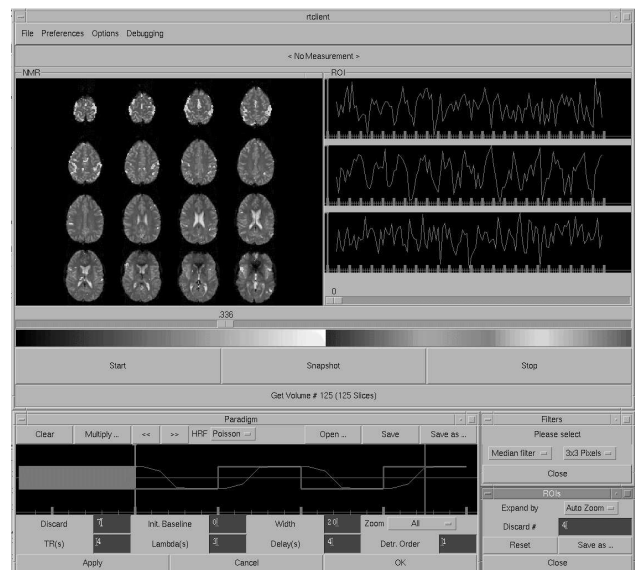 rtclient
File Preferences Options Debugging
< No Measurement >
NMR
ROI
0
.336
Start Snapshot Stop
Get Volume # 125 (125 Slices)
Paradigm
Clear Multiply ... << >> HRF Poisson Open ... Save Save as ...
Discard 7 Init. Baseline 0 Width 20 Zoom All
TR(s) 4 Lambda(s) 3 Delay(s) 4 Detr. Order 1
Apply Cancel OK
Filters
Please select
Median filter 3x3 Pixels
Close
ROIs
Expand by Auto Zoom
Discard # 4
Reset Save as ...
Close